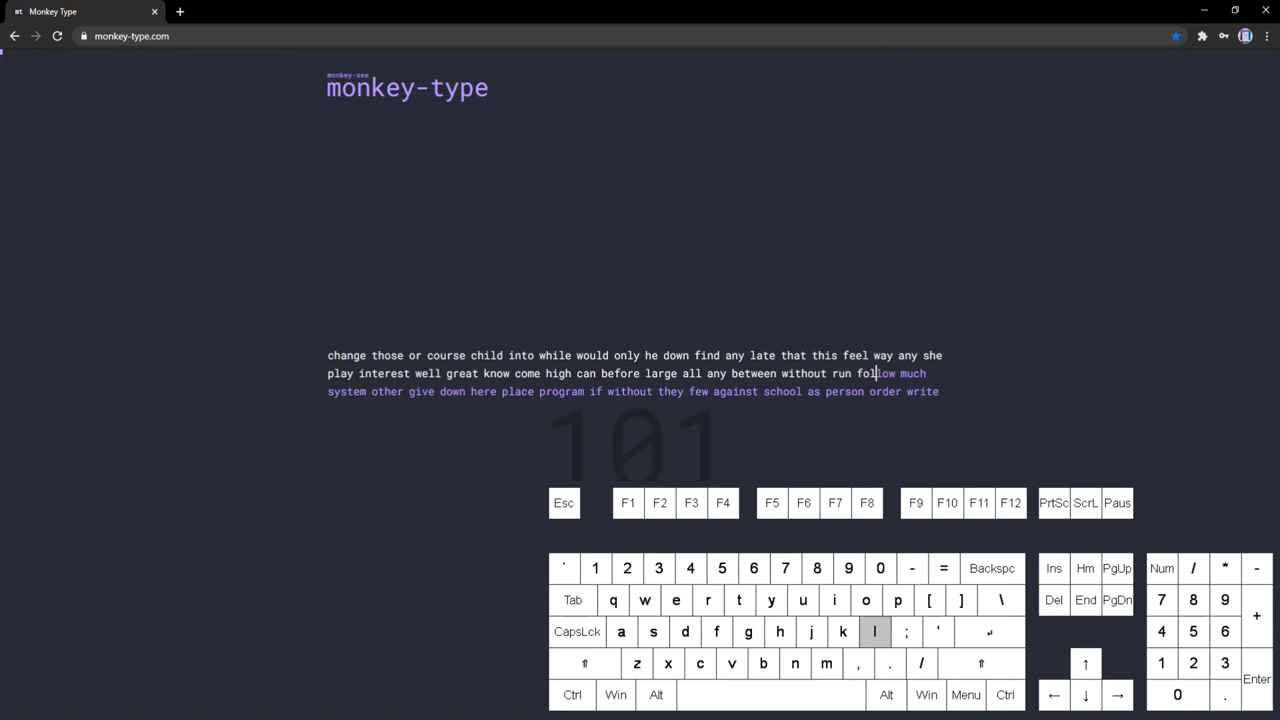 mt Monkey Type
monkey-type.com
monkey-see
monkey-type
change those or course child into while would only he down find any late that this feel way any she
play interest well great know come high can before large all any between without run follow much
system other give down here place program if without they few against school as person order write
101
Esc F1 F2 F3 F4 F5 F6 F7 F8 F9 F10 F11 F12 PrtSc ScrL Paus
` 1 2 3 4 5 6 7 8 9 0 - = Backspc Ins Hm PgUp Num / * -
Tab q w e r t y u i o p [ ] \ Del End PgDn 7 8 9 +
CapsLck a s d f g h j k l ; ' ↵ 4 5 6
⇧ z x c v b n m , . / ⇧ ↑ 1 2 3 Enter
Ctrl Win Alt Alt Win Menu Ctrl ← ↓ → 0 .